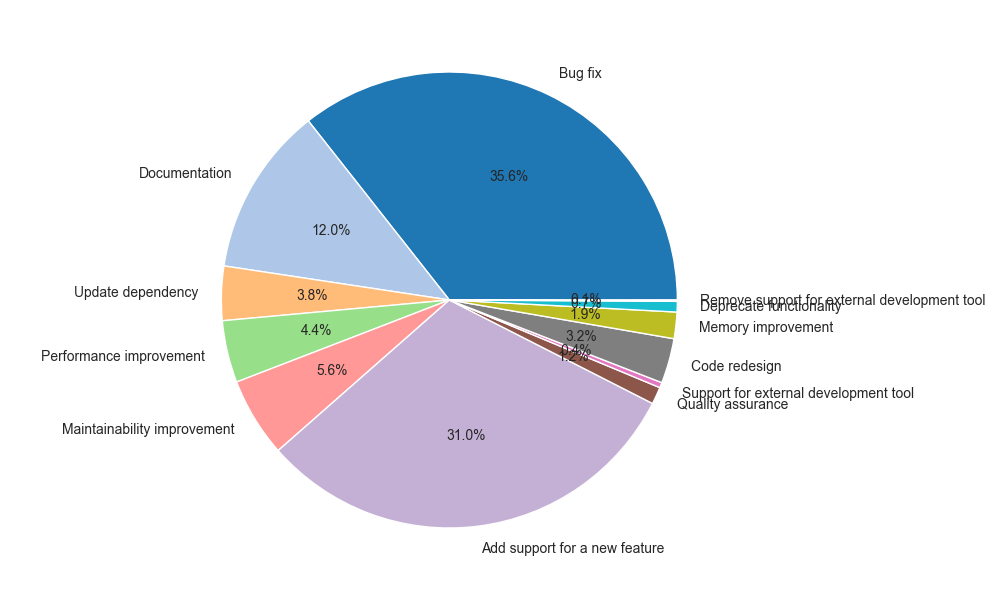 Bug fix
35.6%
Documentation
12.0%
Update dependency
3.8%
Performance improvement
4.4%
Maintainability improvement
5.6%
Add support for a new feature
31.0%
Quality assurance
1.2%
Support for external development tool
0.4%
Code redesign
3.2%
Memory improvement
1.9%
Deprecate functionality
0.7%
Remove support for external development tool